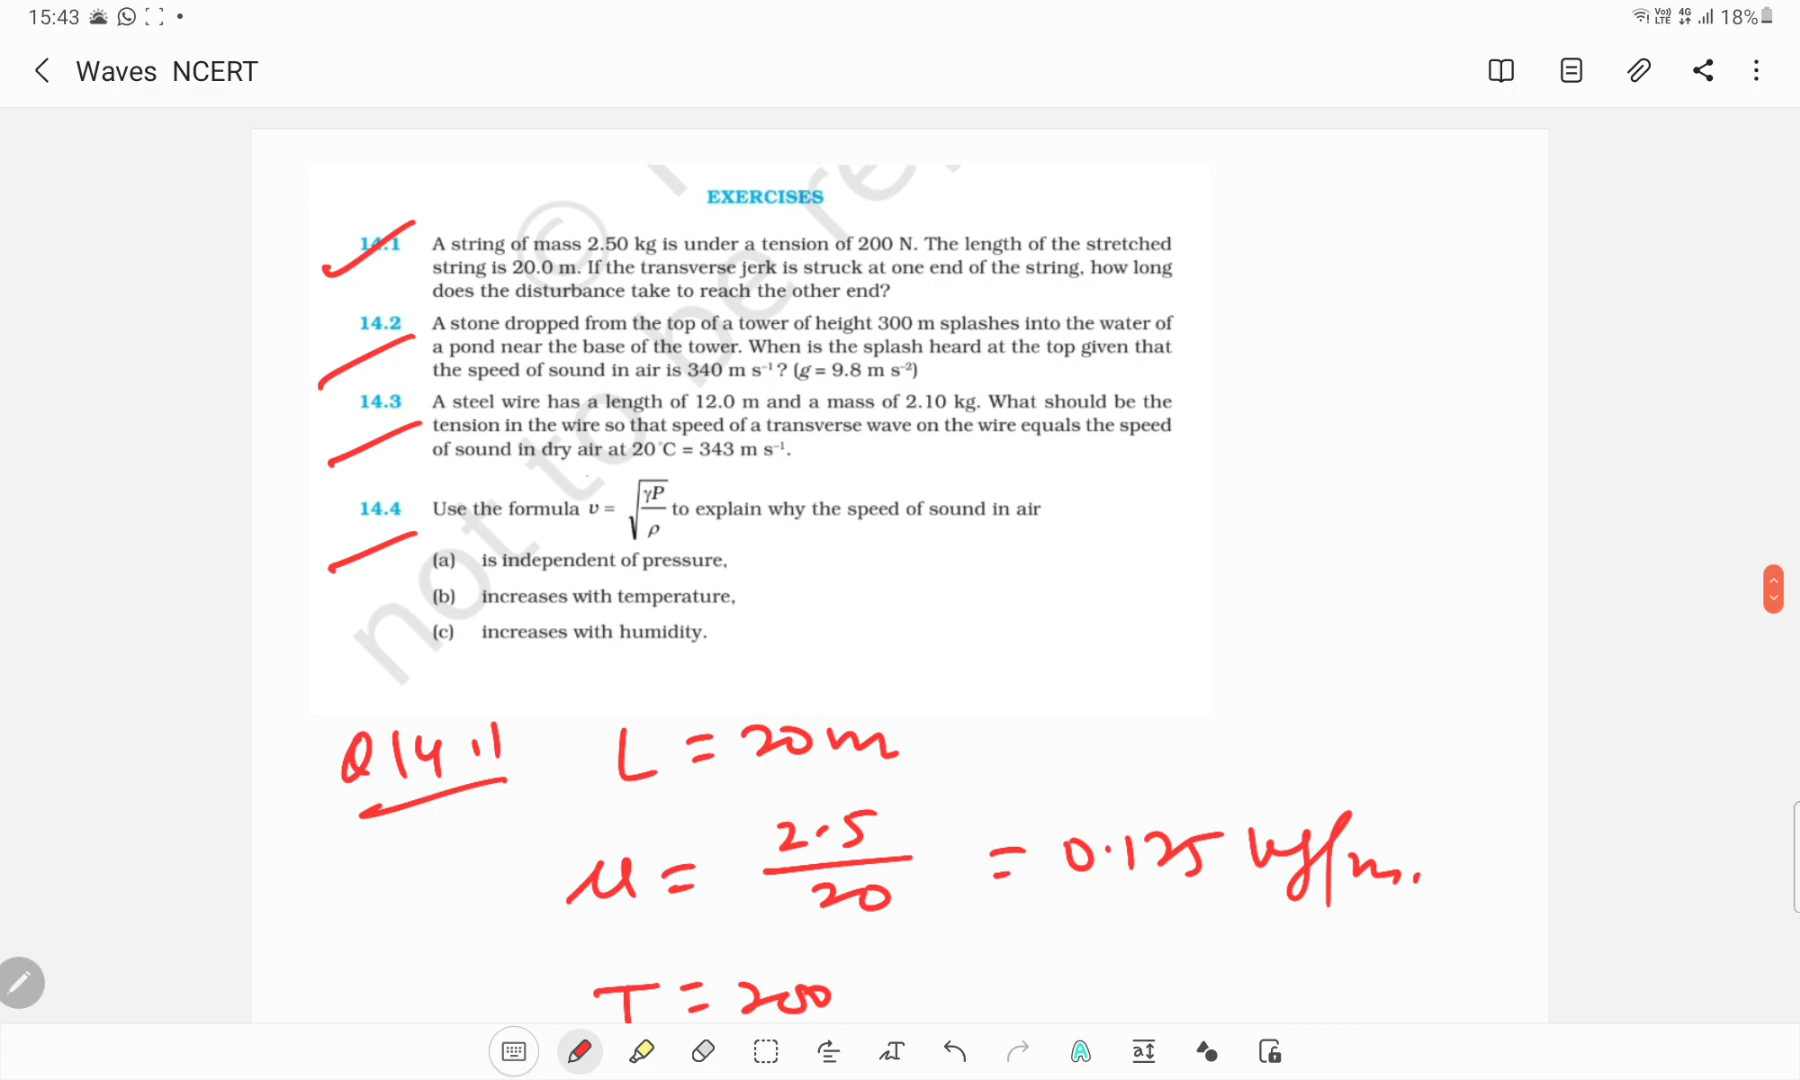 15:43
Vo)) LTE 4G 18%
Waves NCERT
EXERCISES
14.1 A string of mass 2.50 kg is under a tension of 200 N. The length of the stretched
string is 20.0 m. If the transverse jerk is struck at one end of the string, how long
does the disturbance take to reach the other end?
14.2 A stone dropped from the top of a tower of height 300 m splashes into the water of
a pond near the base of the tower. When is the splash heard at the top given that
the speed of sound in air is 340 m s⁻¹ ? (g = 9.8 m s⁻²)
14.3 A steel wire has a length of 12.0 m and a mass of 2.10 kg. What should be the
tension in the wire so that speed of a transverse wave on the wire equals the speed
of sound in dry air at 20 °C = 343 m s⁻¹.
14.4 Use the formula v = √(γP/ρ) to explain why the speed of sound in air
(a) is independent of pressure,
(b) increases with temperature,
(c) increases with humidity.
© not to be re
Q 14.1 L = 20 m
μ = 2.5/20 = 0.125 kg/m.
T = 200